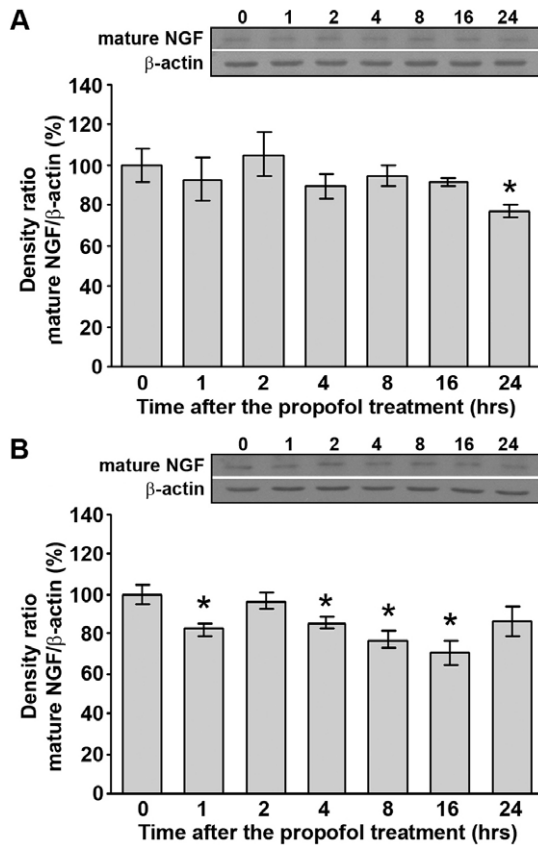 A
0 1 2 4 8 16 24
mature NGF
β-actin
140
120
100
80
60
40
20
0
Density ratio
mature NGF/β-actin (%)
*
0 1 2 4 8 16 24
Time after the propofol treatment (hrs)
B
0 1 2 4 8 16 24
mature NGF
β-actin
140
120
100
80
60
40
20
0
Density ratio
mature NGF/β-actin (%)
* * * *
0 1 2 4 8 16 24
Time after the propofol treatment (hrs)